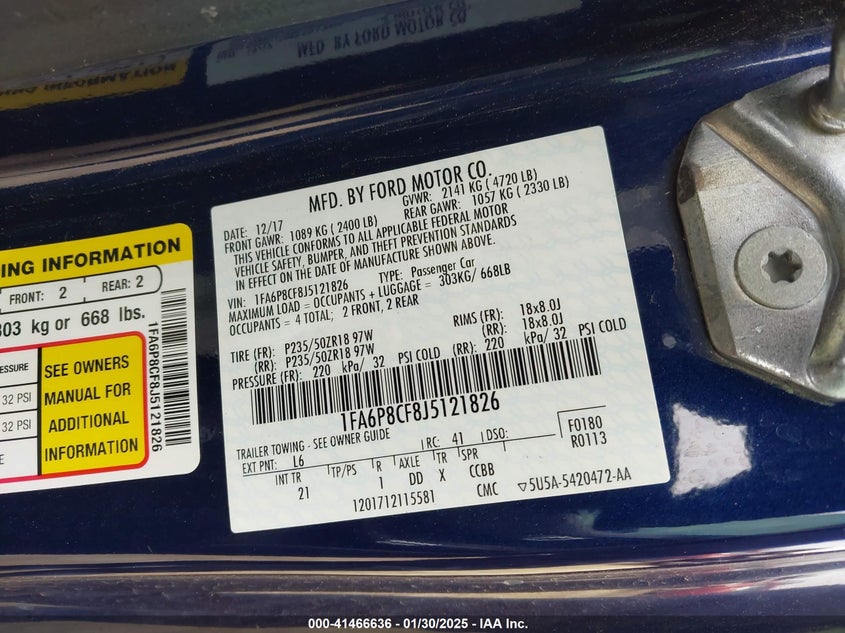 MFD. BY FORD MOTOR CO.
DATE: 12/17 GVWR: 2141 KG ( 4720 LB)
FRONT GAWR: 1089 KG ( 2400 LB) REAR GAWR: 1057 KG ( 2330 LB)
THIS VEHICLE CONFORMS TO ALL APPLICABLE FEDERAL MOTOR
VEHICLE SAFETY, BUMPER, AND THEFT PREVENTION STANDARDS
IN EFFECT ON THE DATE OF MANUFACTURE SHOWN ABOVE.
VIN: 1FA6P8CF8J5121826 TYPE: Passenger Car
MAXIMUM LOAD = OCCUPANTS + LUGGAGE = 303KG/ 668LB
OCCUPANTS = 4 TOTAL; 2 FRONT, 2 REAR
TIRE (FR): P235/50ZR18 97W RIMS (FR): 18x8.0J
(RR): P235/50ZR18 97W (RR): 18x8.0J
PRESSURE (FR): 220 kPa/ 32 PSI COLD (RR): 220 kPa/ 32 PSI COLD
1FA6P8CF8J5121826
TRAILER TOWING - SEE OWNER GUIDE
EXT PNT: L6 RC: 41 DSO: F0180
R0113
INT TR TP/PS R AXLE TR SPR
21 1 DD X CCBB
1201712115581 CMC ▽5U5A-5420472-AA
ING INFORMATION
FRONT: 2 REAR: 2
303 kg or 668 lbs.
ESSURE
32 PSI
32 PSI
E
SEE OWNERS
MANUAL FOR
ADDITIONAL
INFORMATION
1FA6P8CF8J5121826
MFD. BY FORD MOTOR CO.
ING INFORMATION
000-41466636 - 01/30/2025 - IAA Inc.